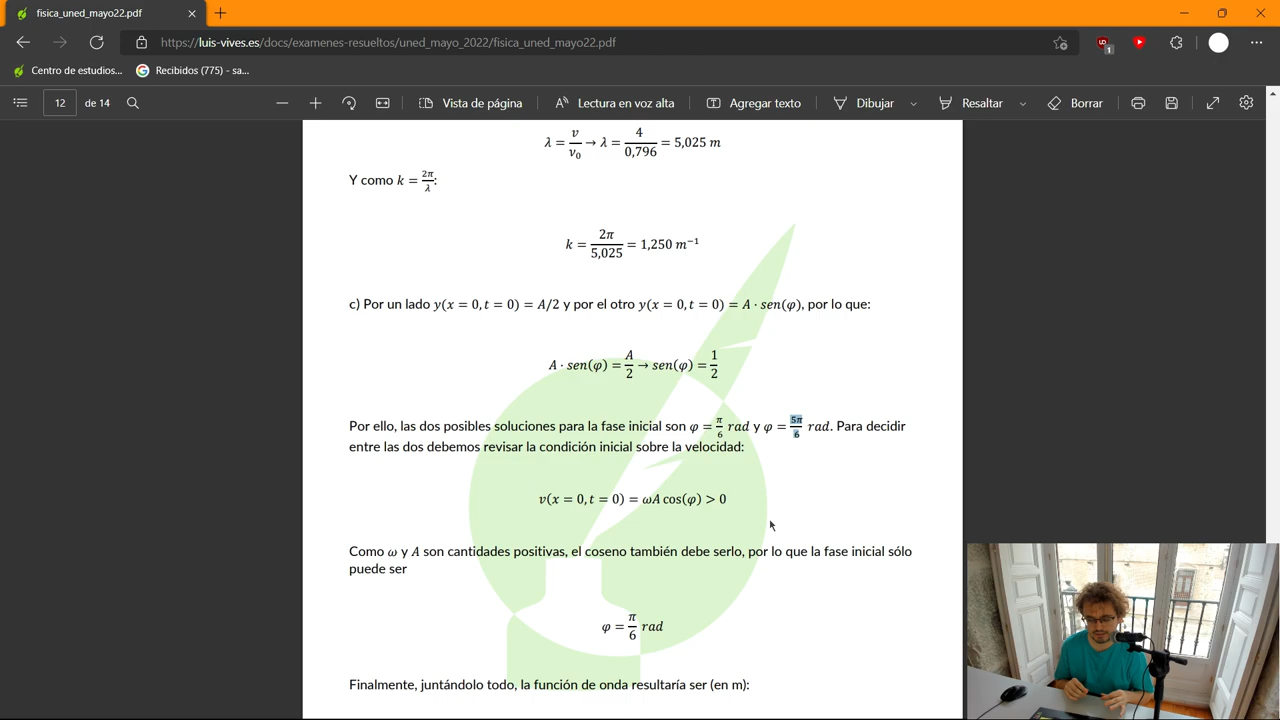 fisica_uned_mayo22.pdf
https://luis-vives.es/docs/examenes-resueltos/uned_mayo_2022/fisica_uned_mayo22.pdf
UD 1
Centro de estudios... G Recibidos (775) - sa...
12 de 14 Vista de página Lectura en voz alta Agregar texto Dibujar Resaltar Borrar
λ = v/ν₀ → λ = 4/0,796 = 5,025 m
Y como k = 2π/λ:
k = 2π/5,025 = 1,250 m⁻¹
c) Por un lado y(x = 0, t = 0) = A/2 y por el otro y(x = 0, t = 0) = A · sen(φ), por lo que:
A · sen(φ) = A/2 → sen(φ) = 1/2
Por ello, las dos posibles soluciones para la fase inicial son φ = π/6 rad y φ = 5π/6 rad. Para decidir
entre las dos debemos revisar la condición inicial sobre la velocidad:
v(x = 0, t = 0) = ωA cos(φ) > 0
Como ω y A son cantidades positivas, el coseno también debe serlo, por lo que la fase inicial sólo
puede ser
φ = π/6 rad
Finalmente, juntándolo todo, la función de onda resultaría ser (en m):